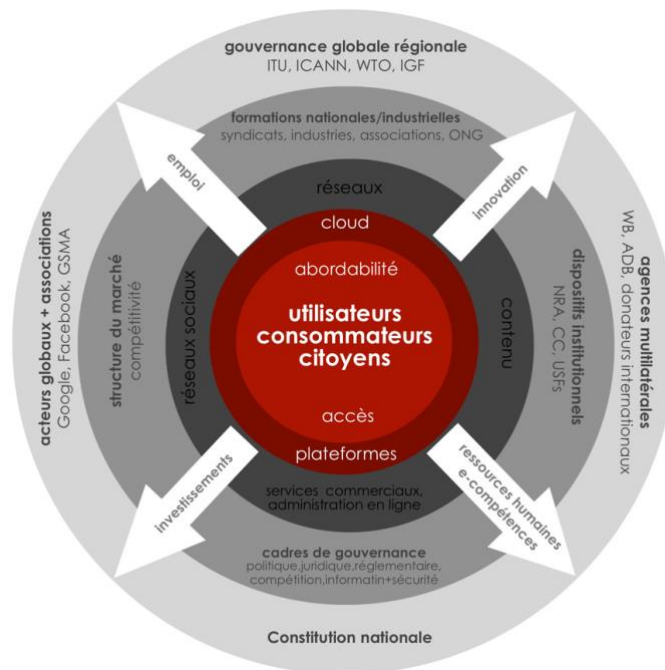 gouvernance globale régionale
ITU, ICANN, WTO, IGF
formations nationales/industrielles
syndicats, industries, associations, ONG
emploi
innovation
réseaux
cloud
abordabilité
utilisateurs
consommateurs
citoyens
accès
plateformes
acteurs globaux + associations
Google, Facebook, GSMA
structure du marché
compétitivité
réseaux sociaux
contenu
dispositifs institutionnels
NRA, CC, USFs
agences multilatérales
WB, ADB, donateurs internationaux
investissements
ressources humaines
e-compétences
services commerciaux,
administration en ligne
cadres de gouvernance
politique,juridique,réglementaire,
compétition,informatin+sécurité
Constitution nationale